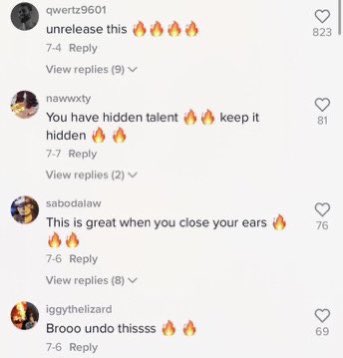 qwertz9601
unrelease this 🔥🔥🔥🔥
823
7-4 Reply
View replies (9)
nawwxty
You have hidden talent 🔥🔥 keep it
hidden 🔥 🔥
81
7-7 Reply
View replies (2)
sabodaiaw
This is great when you close your ears 🔥
🔥🔥
76
7-6 Reply
View replies (8)
iggythelizard
Brooo undo thissss 🔥 🔥
69
7-6 Reply